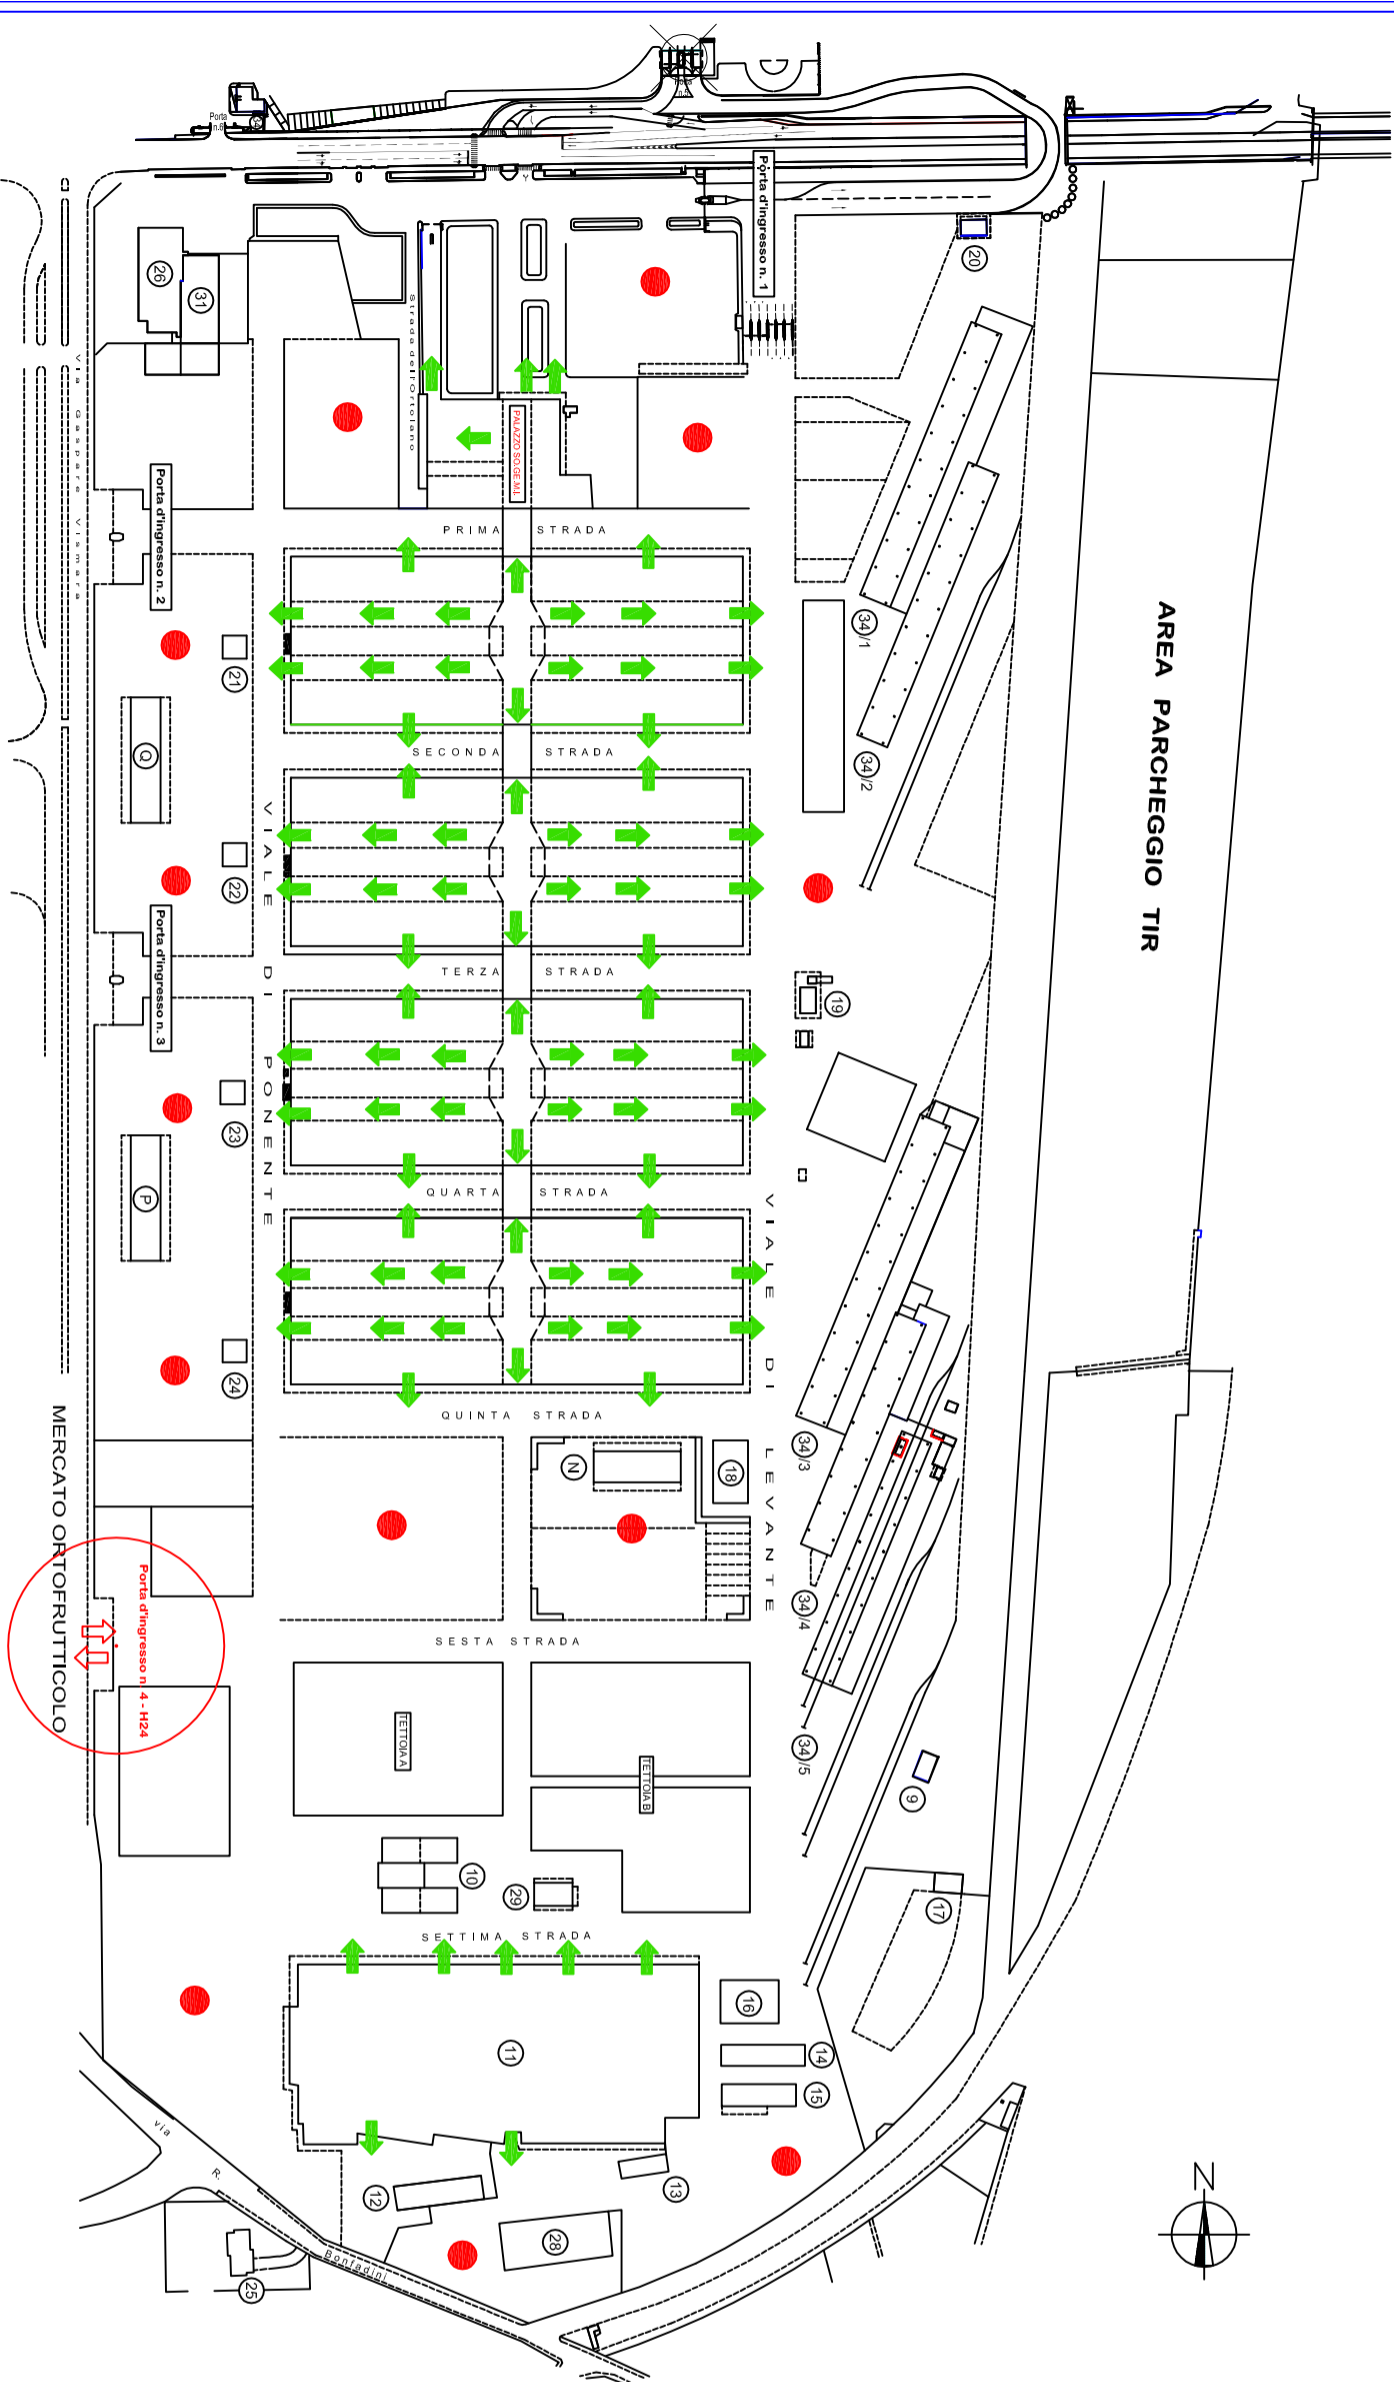 Porta
n.6
Porta
n.5
Porta d'ingresso n. 1
20
26
31
Strada dell'Ortolano
PALAZZO SO.GE.M.I.
Via Gaspare Vismara
Porta d'ingresso n. 2
PRIMA STRADA
34/1
21
AREA PARCHEGGIO TIR
Q
SECONDA STRADA
34/2
22
VIALE DI PONENTE
Porta d'ingresso n. 3
TERZA STRADA
19
23
P
QUARTA STRADA
VIALE DI LEVANTE
24
QUINTA STRADA
34/3
N
18
MERCATO ORTOFRUTTICOLO
Porta d'ingresso n. 4 - H24
34/4
SESTA STRADA
TETTOIA A
TETTOIA B
34/5
9
10
29
17
SETTIMA STRADA
16
11
14
15
via R. Bonfadini
12
13
28
25
N